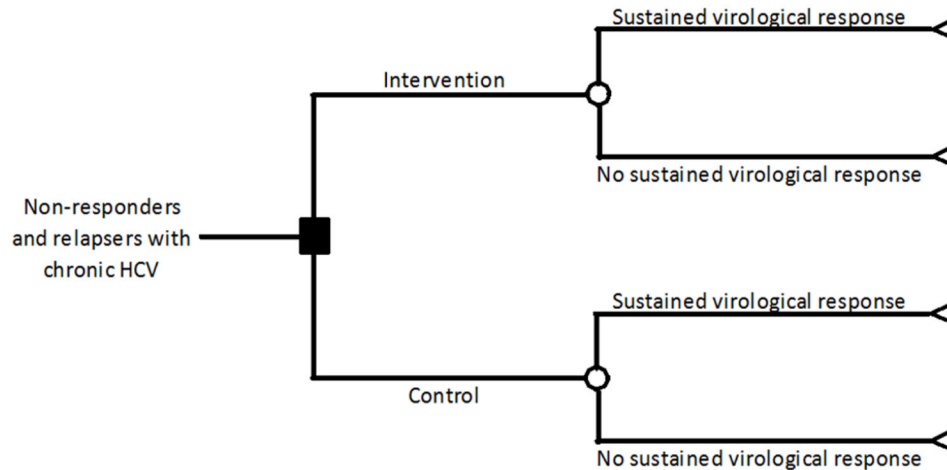 Sustained virological response
Intervention
No sustained virological response
Non-responders
and relapsers with
chronic HCV
Sustained virological response
Control
No sustained virological response